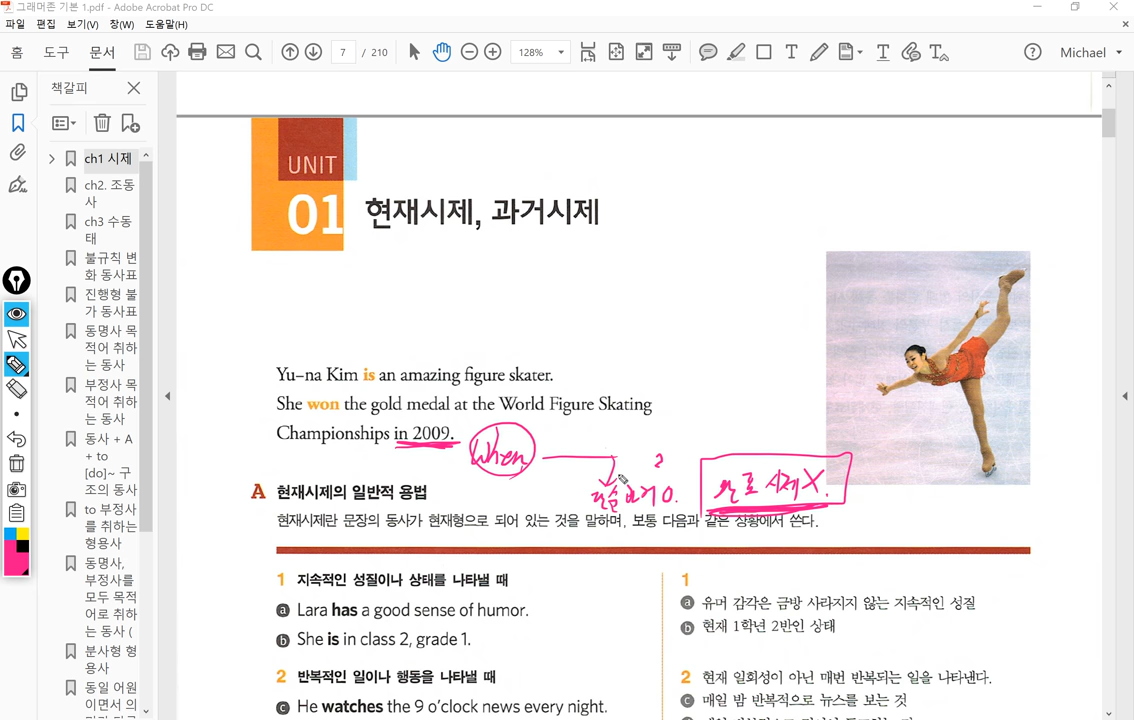 그래머존 기본 1.pdf - Adobe Acrobat Pro DC
파일 편집 보기(V) 창(W) 도움말(H)
홈 도구 문서 7 / 210 128% Michael
책갈피
ch1 시제
ch2. 조동
사
ch3 수동
태
불규칙 변
화 동사표
진행형 불
가 동사표
동명사 목
적어 취하
는 동사
부정사 목
적어 취하
는 동사
동사 + A
+ to
[do]~ 구
조의 동사
to 부정사
를 취하는
형용사
동명사,
부정사를
모두 목적
어로 취하
는 동사 (
분사형 형
용사
동일 어원
이면서 의
UNIT
01 현재시제, 과거시제
Yu-na Kim is an amazing figure skater.
She won the gold medal at the World Figure Skating
Championships in 2009.
When
단순 과거 O.
완료 시제 X.
A 현재시제의 일반적 용법
현재시제란 문장의 동사가 현재형으로 되어 있는 것을 말하며, 보통 다음과 같은 상황에서 쓴다.
1 지속적인 성질이나 상태를 나타낼 때
a Lara has a good sense of humor.
b She is in class 2, grade 1.
2 반복적인 일이나 행동을 나타낼 때
c He watches the 9 o'clock news every night.
1
a 유머 감각은 금방 사라지지 않는 지속적인 성질
b 현재 1학년 2반인 상태
2 현재 일회성이 아닌 매번 반복되는 일을 나타낸다.
c 매일 밤 반복적으로 뉴스를 보는 것